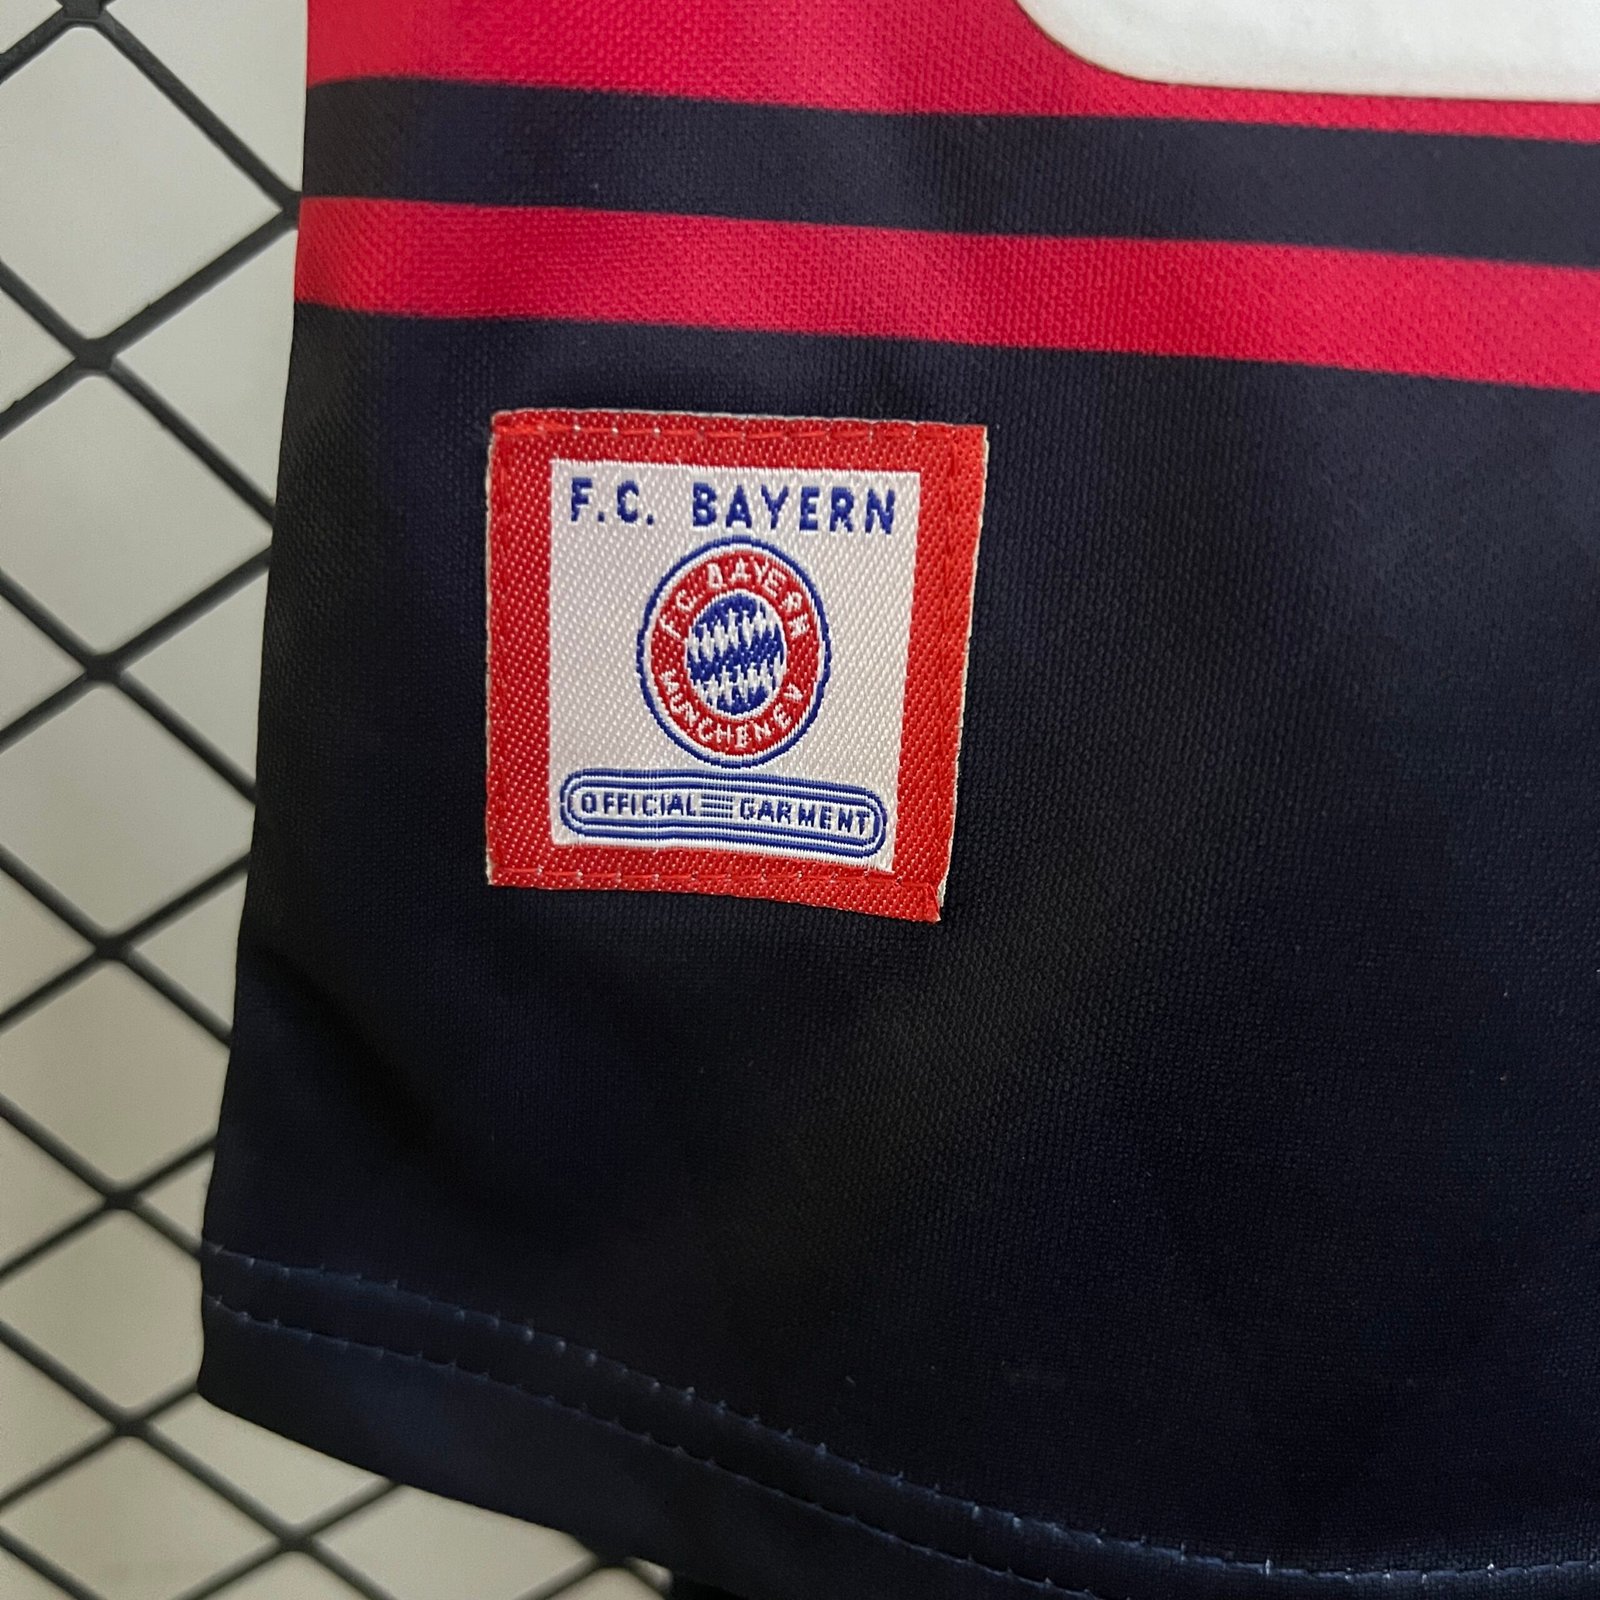 F.C. BAYERN
F.C. BAYERN
MÜNCHEN E.V
OFFICIAL GARMENT